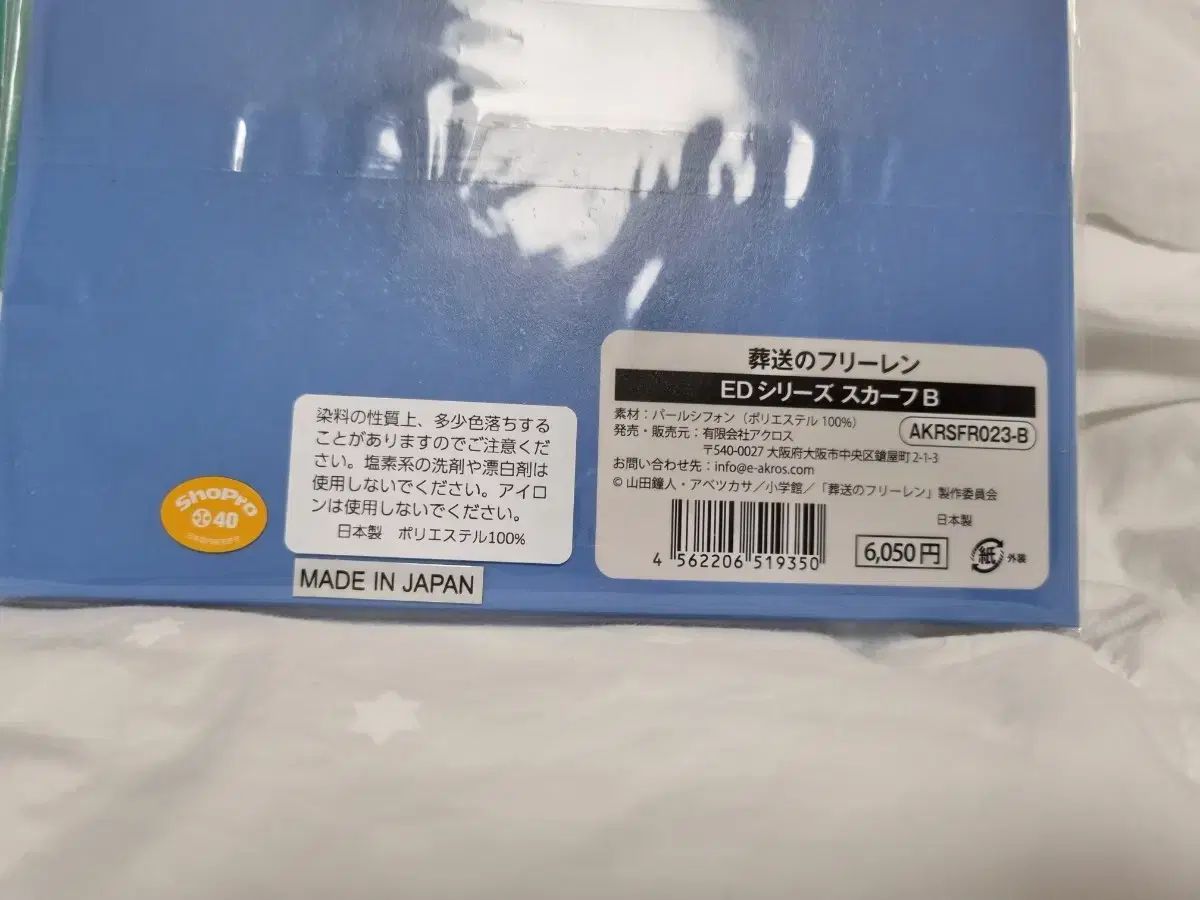 葬送のフリーレン
EDシリーズ スカーフB
素材：パールシフォン（ポリエステル 100%）
発売・販売元：有限会社アクロス
AKRSFR023-B
〒540-0027 大阪府大阪市中央区鎗屋町 2-1-3
お問い合わせ先：info@e-akros.com
© 山田鐘人・アベツカサ／小学館／「葬送のフリーレン」製作委員会
日本製
4 562206 519350
6,050円
紙 外装
染料の性質上、多少色落ちする
ことがありますのでご注意くだ
さい。塩素系の洗剤や漂白剤は
使用しないでください。アイロ
ンは使用しないでください。
日本製 ポリエステル100%
MADE IN JAPAN
ShoPro
40